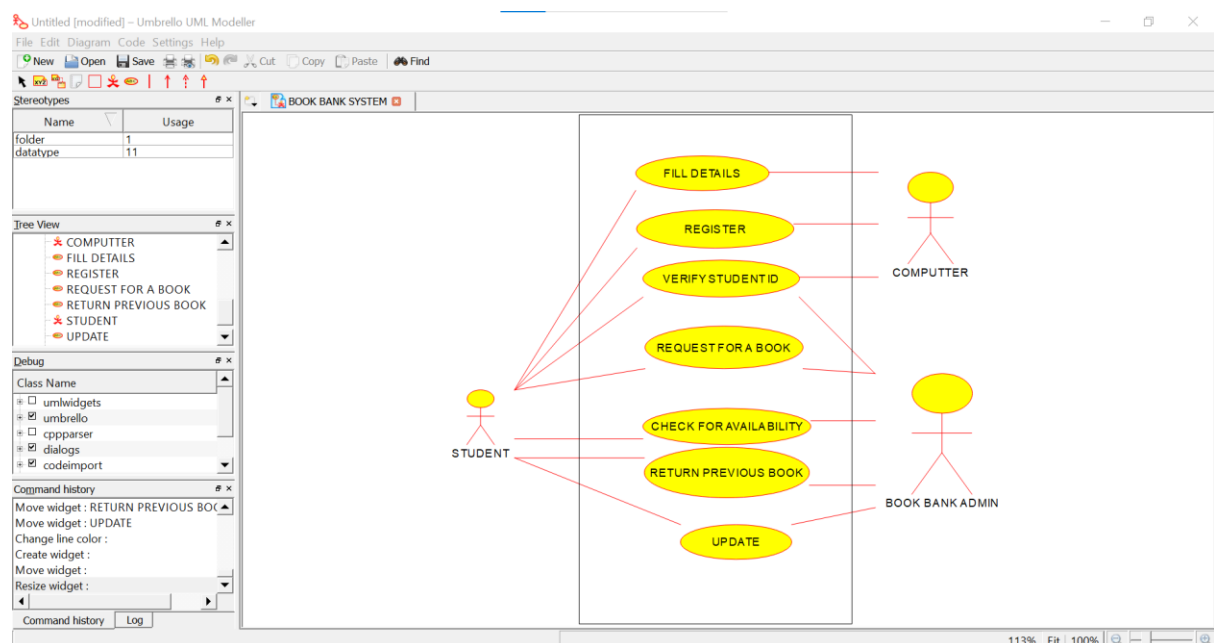 Untitled [modified] – Umbrello UML Modeller
File Edit Diagram Code Settings Help
New Open Save Cut Copy Paste Find
Stereotypes
Name Usage
folder 1
datatype 11
Tree View
COMPUTTER
FILL DETAILS
REGISTER
REQUEST FOR A BOOK
RETURN PREVIOUS BOOK
STUDENT
UPDATE
Debug
Class Name
umlwidgets
umbrello
cppparser
dialogs
codeimport
Command history
Move widget : RETURN PREVIOUS BOO
Move widget : UPDATE
Change line color :
Create widget :
Move widget :
Resize widget :
Command history Log
BOOK BANK SYSTEM
FILL DETAILS
REGISTER
VERIFY STUDENT ID
REQUEST FOR A BOOK
CHECK FOR AVAILABILITY
RETURN PREVIOUS BOOK
UPDATE
STUDENT
COMPUTTER
BOOK BANK ADMIN
113% Fit 100%